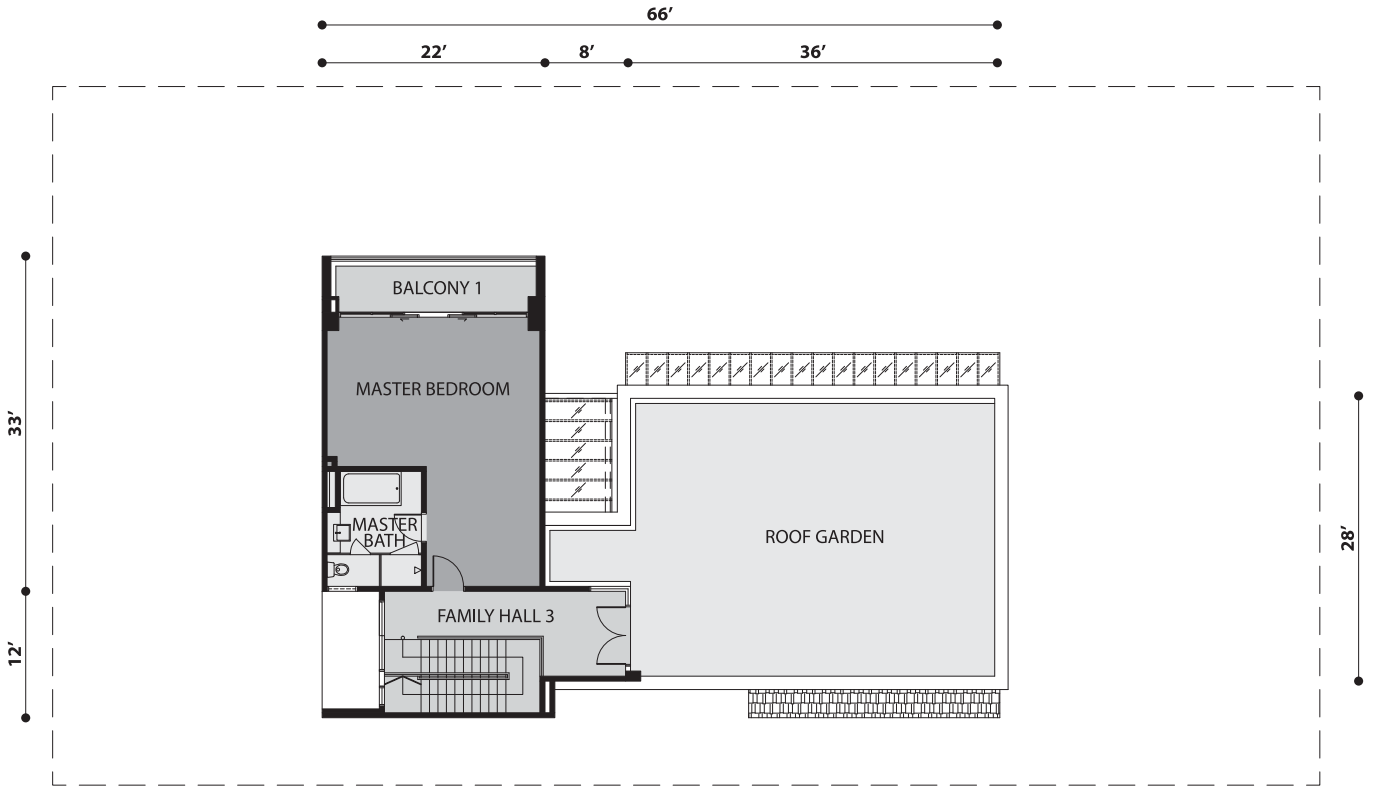 66’
22’
8’
36’
BALCONY 1
MASTER BEDROOM
33’
MASTER
BATH
ROOF GARDEN
28’
FAMILY HALL 3
12’